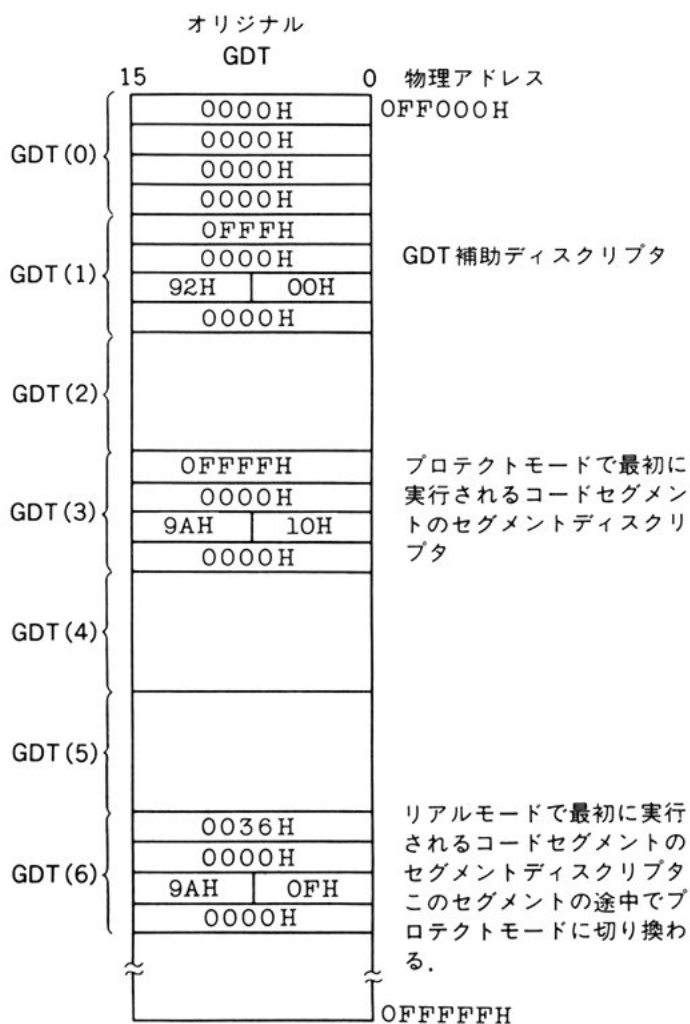 オリジナル
GDT
15 0 物理アドレス
0000H 0FF000H
0000H
GDT(0)
0000H
0000H
0FFFH
0000H GDT補助ディスクリプタ
GDT(1)
92H 00H
0000H
GDT(2)
0FFFFH プロテクトモードで最初に
0000H 実行されるコードセグメン
GDT(3)
9AH 10H トのセグメントディスクリ
0000H プタ
GDT(4)
GDT(5)
0036H リアルモードで最初に実行
されるコードセグメントの
0000H セグメントディスクリプタ
GDT(6)
9AH 0FH このセグメントの途中でプ
0000H ロテクトモードに切り換わ
る.
0FFFFFH